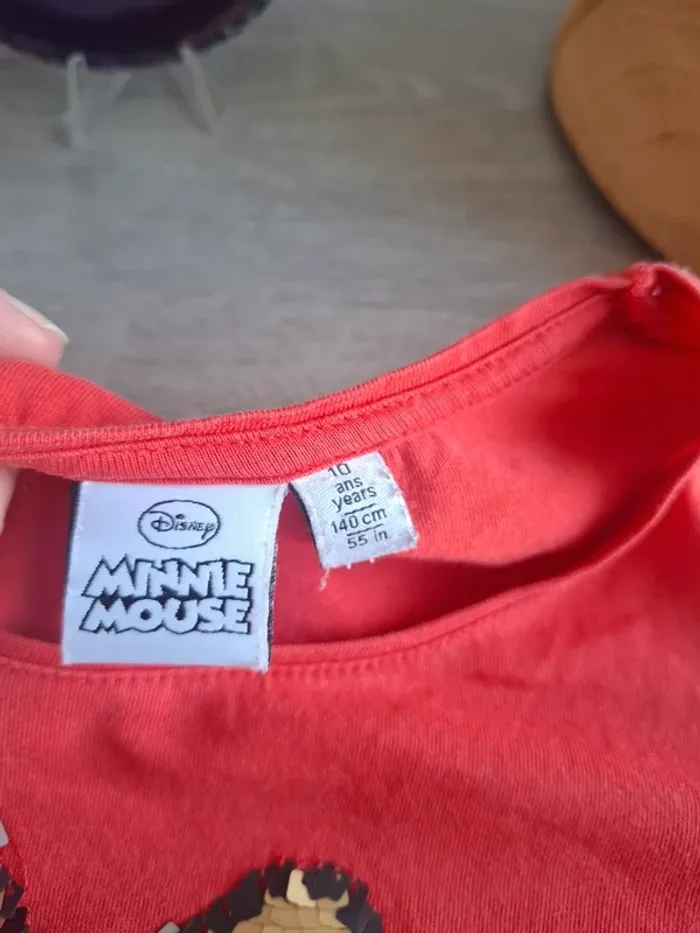 Disney
MINNIE
MOUSE
10
ans
years
140 cm
55 in